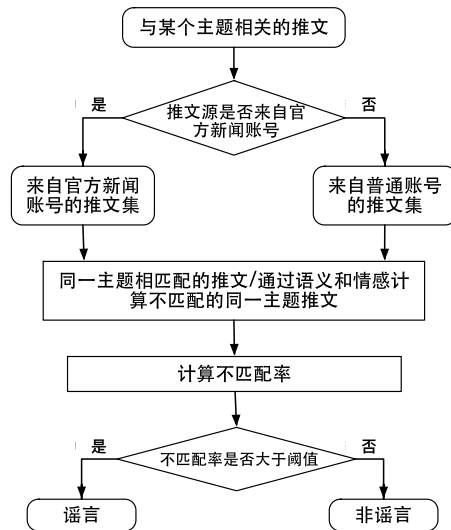 与某个主题相关的推文
是
推文源是否来自官
方新闻账号
否
来自官方新闻
账号的推文集
来自普通账号
的推文集
同一主题相匹配的推文/通过语义和情感计
算不匹配的同一主题推文
计算不匹配率
是
不匹配率是否大于阈值
否
谣言
非谣言